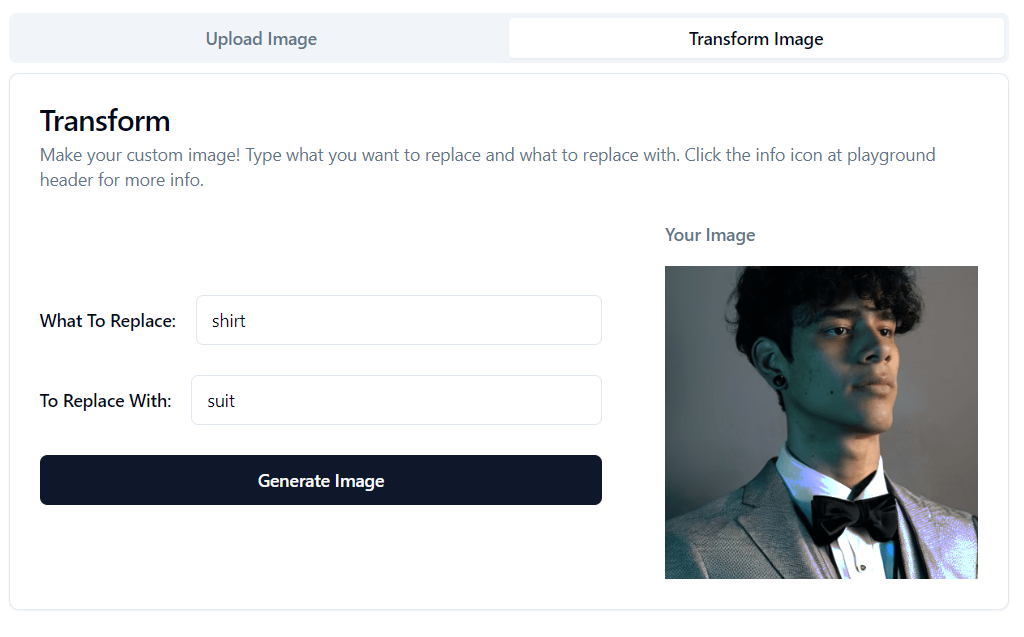 Upload Image
Transform Image
Transform
Make your custom image! Type what you want to replace and what to replace with. Click the info icon at playground
header for more info.
Your Image
What To Replace:
shirt
To Replace With:
suit
Generate Image